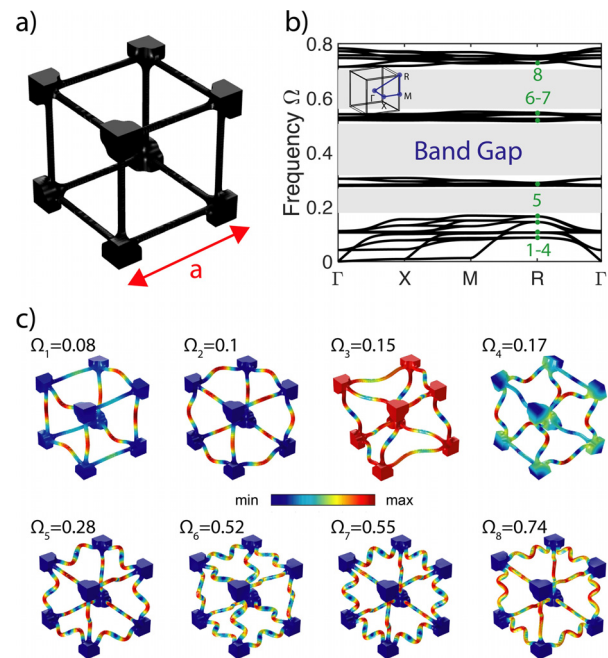 a)
a
b)
Frequency Ω
0.8
0.6
0.4
0.2
0
R
Γ
M
X
8
6-7
Band Gap
5
1-4
Γ
X
M
R
Γ
c)
Ω1=0.08
Ω2=0.1
Ω3=0.15
Ω4=0.17
min
max
Ω5=0.28
Ω6=0.52
Ω7=0.55
Ω8=0.74